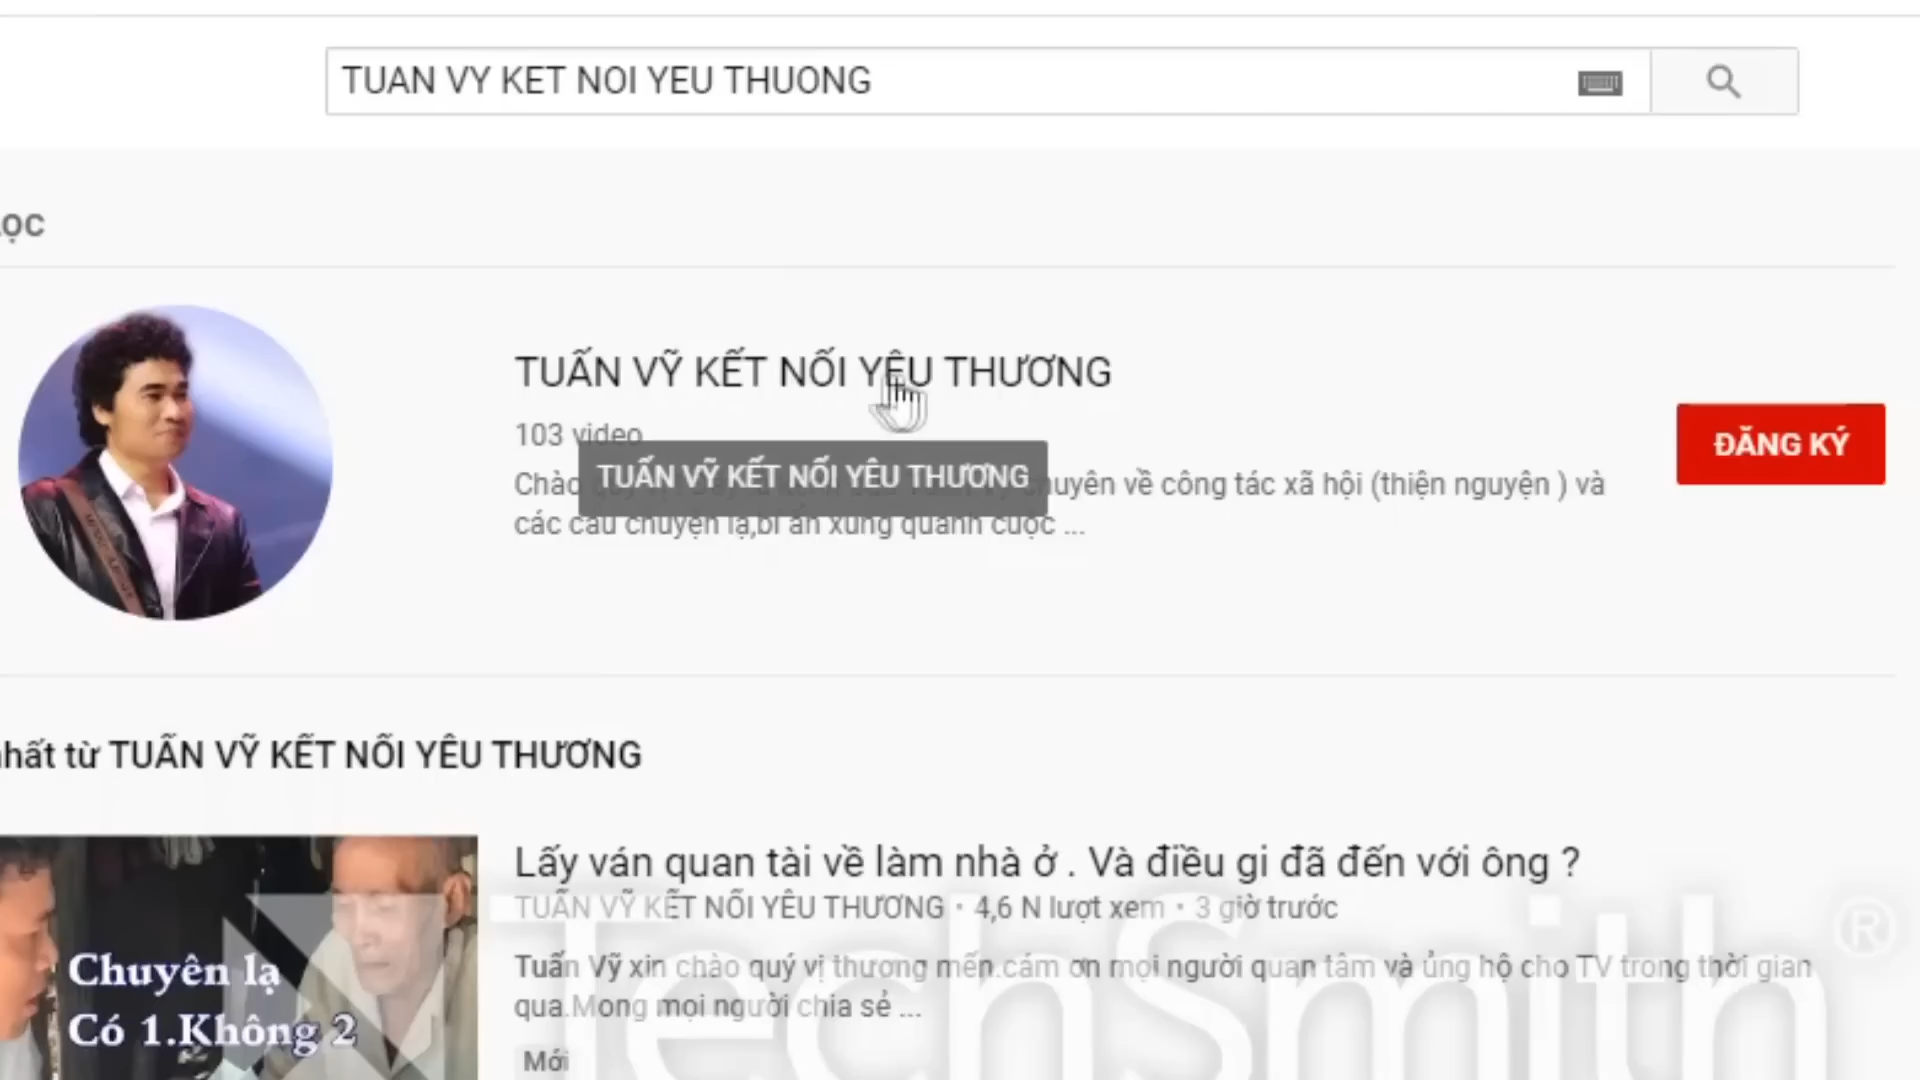 TUAN VY KET NOI YEU THUONG
LỌC
TUẤN VỸ KẾT NỐI YÊU THƯƠNG
103 video
TUẤN VỸ KẾT NỐI YÊU THƯƠNG
ĐĂNG KÝ
Chào chuyên về công tác xã hội (thiện nguyện ) và
các câu chuyện lạ,bí ẩn xung quanh cuộc ...
nhất từ TUẤN VỸ KẾT NỐI YÊU THƯƠNG
Lấy ván quan tài về làm nhà ở . Và điều gi đã đến với ông ?
TUẤN VỸ KẾT NỐI YÊU THƯƠNG • 4,6 N lượt xem • 3 giờ trước
Tuấn Vỹ xin chào quý vị thương mến.cám ơn mọi người quan tâm và ủng hộ cho TV trong thời gian
qua.Mong mọi người chia sẻ ...
Mới
Chuyện lạ
Có 1.Không 2
TechSmith®